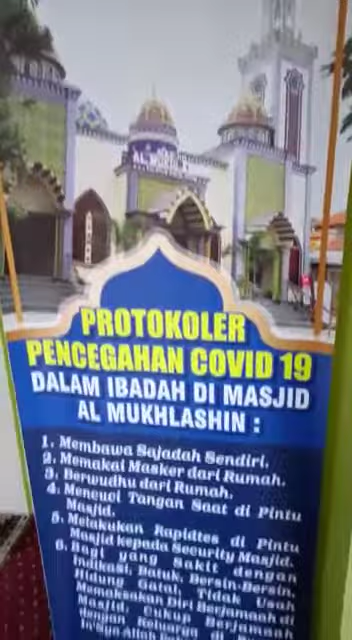 PROTOKOLER
PENCEGAHAN COVID 19
DALAM IBADAH DI MASJID
AL MUKHLASHIN :
1. Membawa Sajadah Sendiri.
2. Memakai Masker dari Rumah.
3. Berwudhu dari Rumah.
4. Mencuci Tangan Saat di Pintu
Masjid.
5. Melakukan Rapidtes di Pintu
Masjid kepada Security Masjid.
6. Bagi yang Sakit dengan
Indikasi, Batuk, Bersin-Bersin,
Hidung Gatal, Tidak Usah
Memaksakan Diri Berjamaah di
Masjid, Cukup Berjamaah
dengan Keluarga di